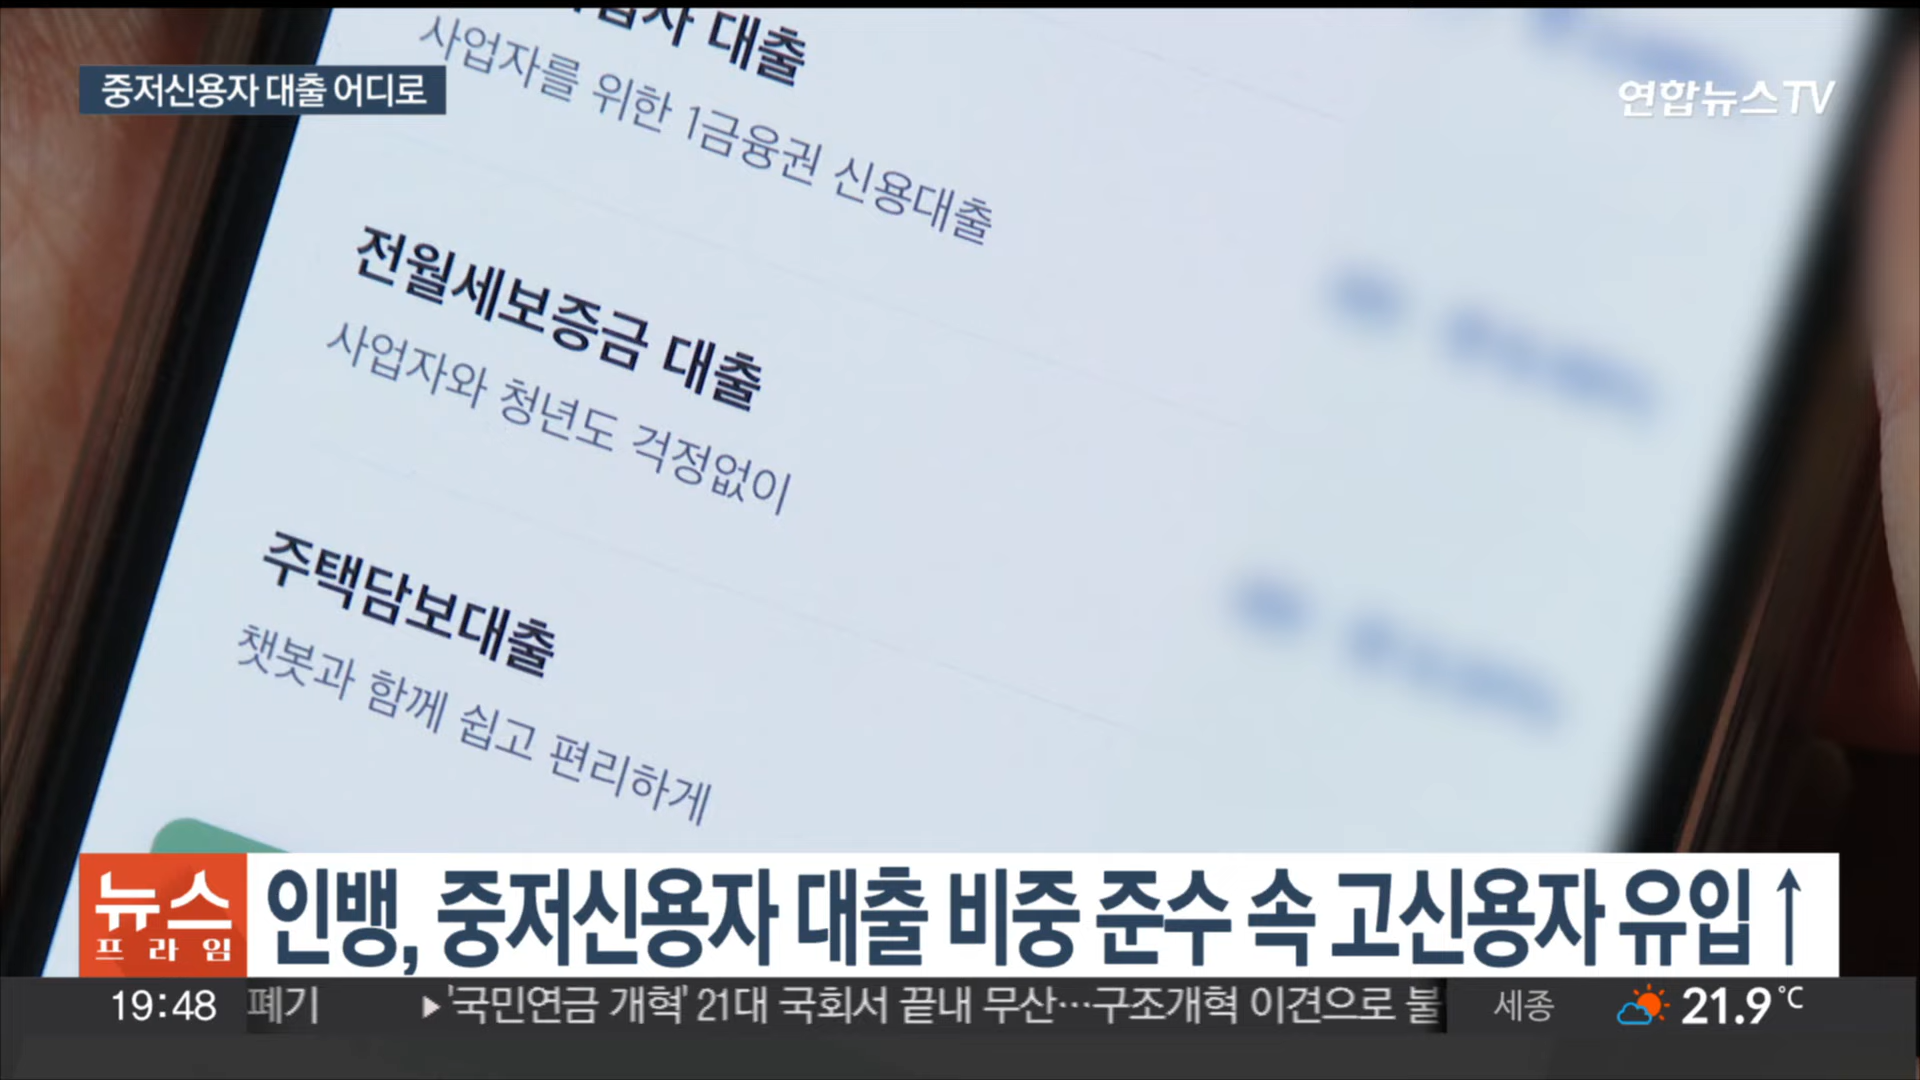 중저신용자 대출 어디로
연합뉴스TV
대출
사업자를 위한 1금융권 신용대출
전월세보증금 대출
사업자와 청년도 걱정없이
주택담보대출
챗봇과 함께 쉽고 편리하게
뉴스
프라임
인뱅, 중저신용자 대출 비중 준수 속 고신용자 유입↑
19:48
폐기 ▶'국민연금 개혁' 21대 국회서 끝내 무산…구조개혁 이견으로 불
세종
21.9℃